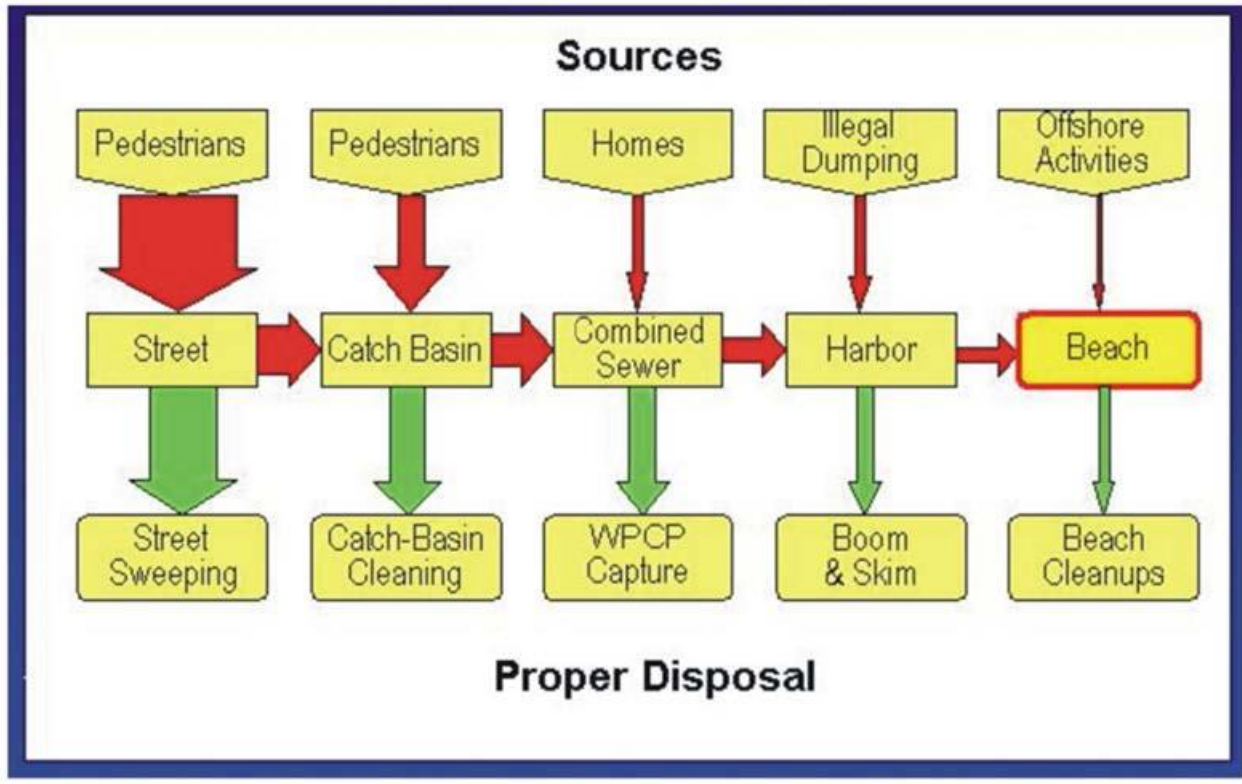 Sources
Pedestrians
Pedestrians
Homes
Illegal
Dumping
Offshore
Activities
Street
Catch Basin
Combined
Sewer
Harbor
Beach
Street
Sweeping
Catch-Basin
Cleaning
WPCP
Capture
Boom
& Skim
Beach
Cleanups
Proper Disposal